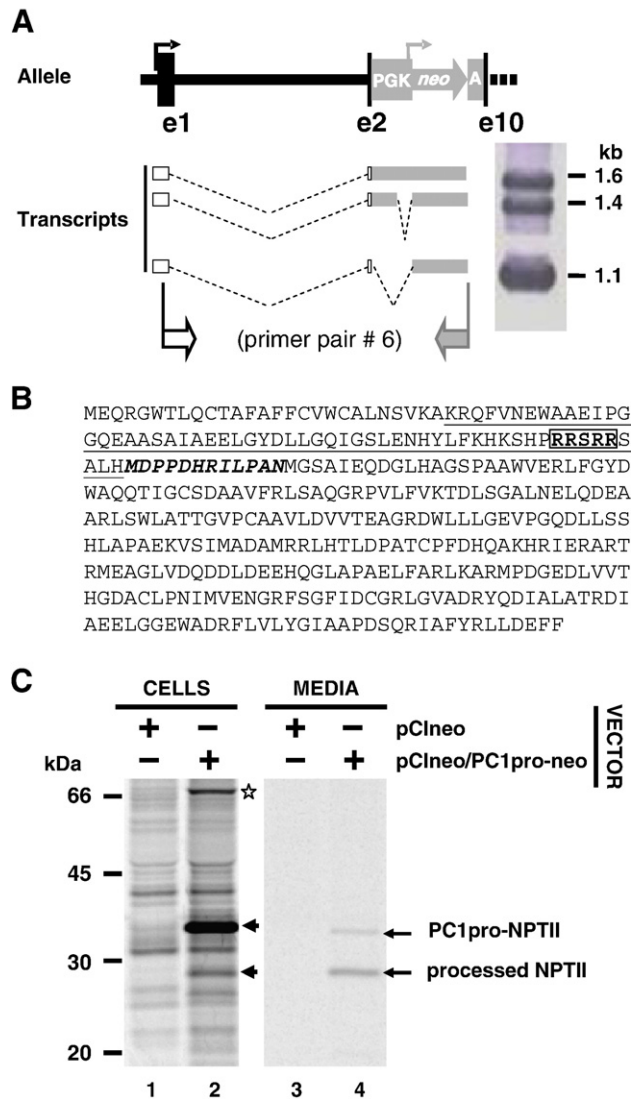 A
Allele
PGK neo A
e1 e2 e10
kb
1.6
1.4
1.1
Transcripts
(primer pair # 6)
B
MEQRGWTLQCTAFAFFCVWCALNSVKAKRQFVNEWAAEIPG
GQEAASAIAEELGYDLLGQIGSLENHYLFKHKSHPRRSRRS
ALHMDPPDHRILPANMGSAIEQDGLHAGSPAAWVERLFGYD
WAQQTIGCSDAAVFRLSAQGRPVLFVKTDLSGALNELQDEA
ARLSWLATTGVPCAAVLDVVTEAGRDWLLLGEVPGQDLLSS
HLAPAEKVSIMADAMRRLHTLDPATCPFDHQAKHRIERART
RMEAGLVDQDDLDEEHQGLAPAELFARLKARMPDGEDLVVT
HGDACLPNIMVENGRFSGFIDCGRLGVADRYQDIALATRDI
AEELGGEWADRFLVLYGIAAPDSQRIAFYRLLDEFF
C
CELLS MEDIA
+ − + − pCIneo
− + − + pCIneo/PC1pro-neo
VECTOR
kDa
66
45
30
20
PC1pro-NPTII
processed NPTII
1 2 3 4